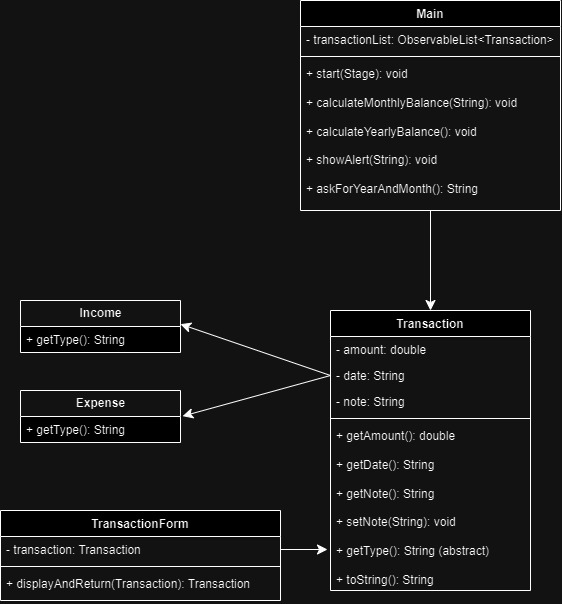 Main
- transactionList: ObservableList<Transaction>
+ start(Stage): void
+ calculateMonthlyBalance(String): void
+ calculateYearlyBalance(): void
+ showAlert(String): void
+ askForYearAndMonth(): String
Income
+ getType(): String
Expense
+ getType(): String
Transaction
- amount: double
- date: String
- note: String
+ getAmount(): double
+ getDate(): String
+ getNote(): String
+ setNote(String): void
+ getType(): String (abstract)
+ toString(): String
TransactionForm
- transaction: Transaction
+ displayAndReturn(Transaction): Transaction